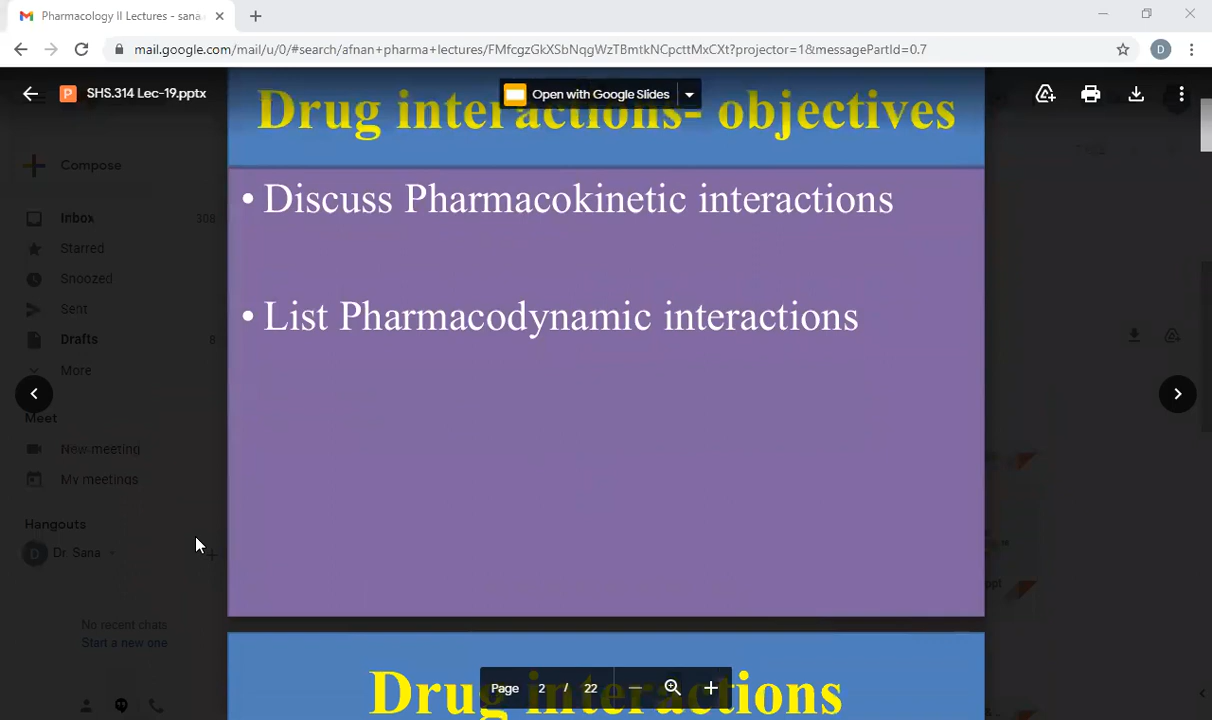 Pharmacology II Lectures - sana
mail.google.com/mail/u/0/#search/afnan+pharma+lectures/FMfcgzGkXSbNqgWzTBmtkNCpcttMxCXt?projector=1&messagePartId=0.7
D
P SHS.314 Lec-19.pptx
Open with Google Slides
Drug interactions- objectives
• Discuss Pharmacokinetic interactions
• List Pharmacodynamic interactions
Compose
Inbox 308
Starred
Snoozed
Sent
Drafts 8
More
Meet
New meeting
My meetings
Hangouts
D Dr. Sana
No recent chats
Start a new one
ppt
Drug interactions
Page 2 / 22